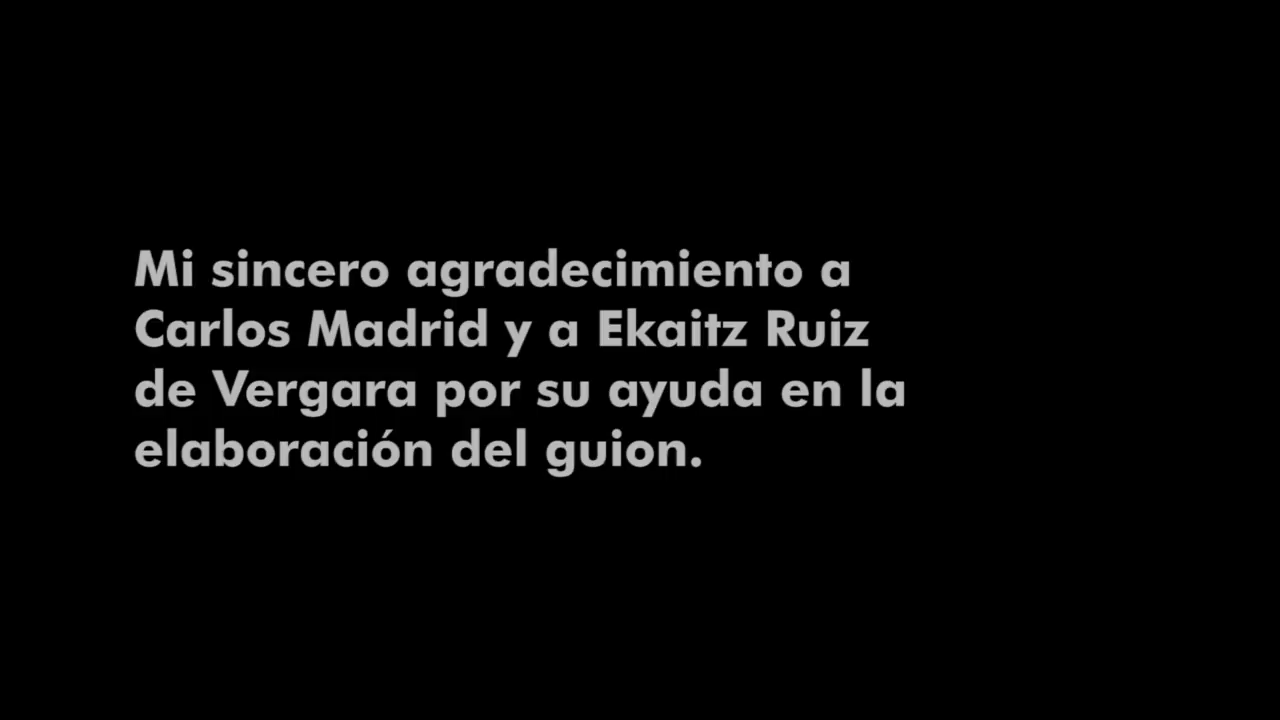 Mi sincero agradecimiento a
Carlos Madrid y a Ekaitz Ruiz
de Vergara por su ayuda en la
elaboración del guion.